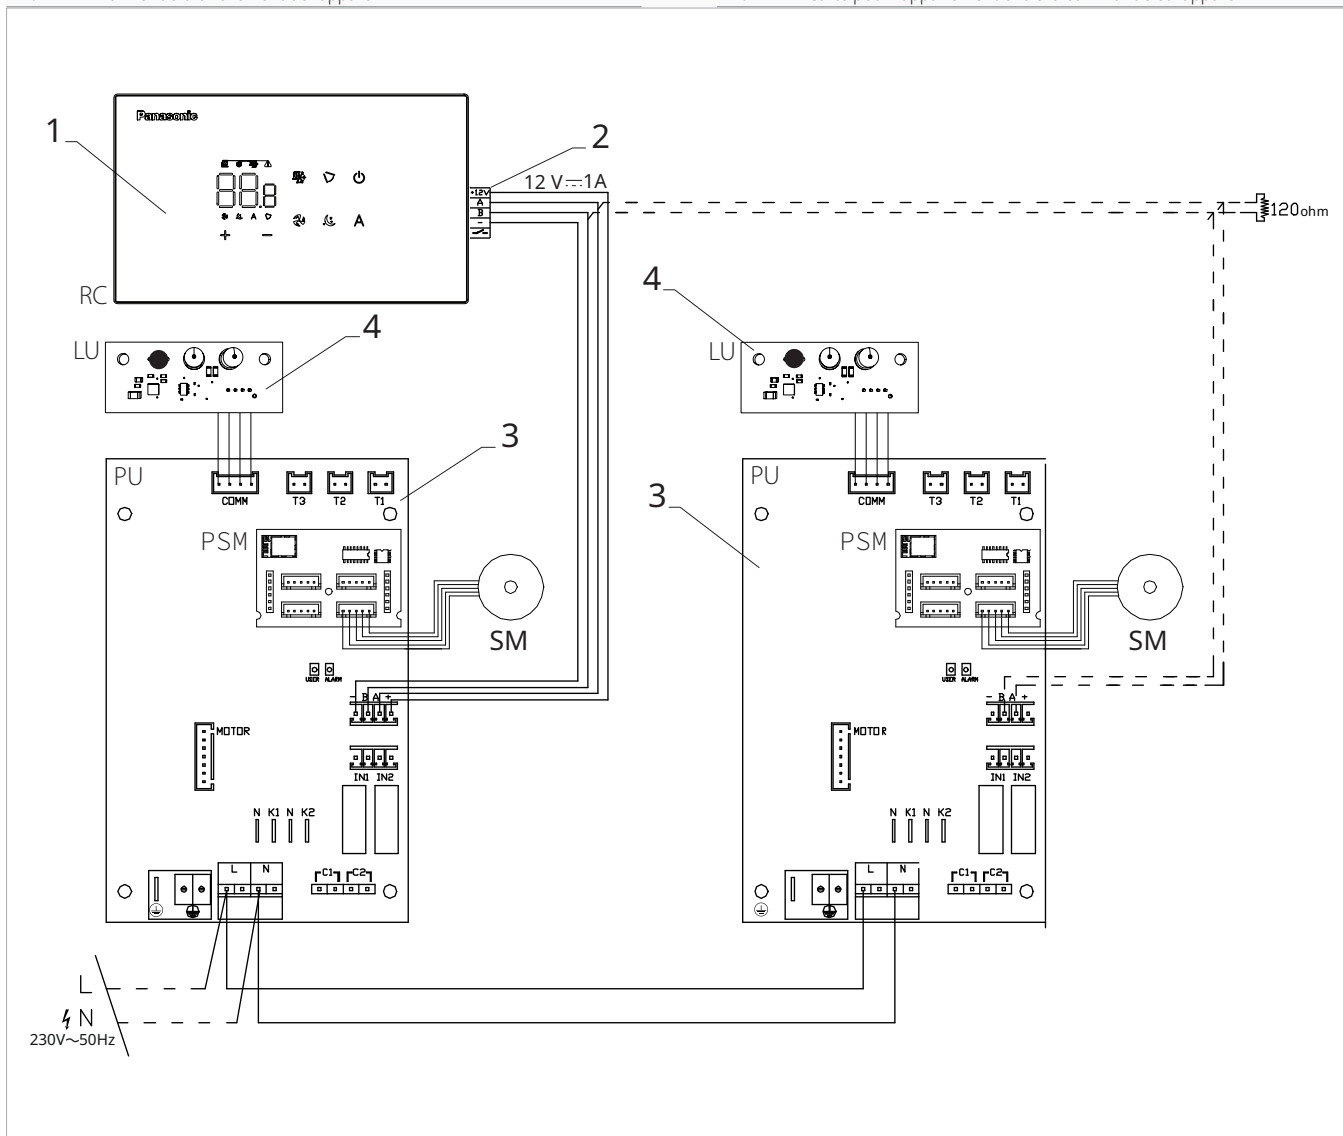 Panasonic
1
2
12 V⎓1A
+12V
A
B
-
88.8
A
A
+ -
120ohm
RC
4
LU
4
LU
3
PU
COMM T3 T2 T1
PSM
SM
USER ALARM
- B A +
MOTOR
IN1 IN2
N K1 N K2
L N
C1 C2
PU
COMM T3 T2 T1
3
PSM
SM
USER ALARM
- B A +
MOTOR
IN1 IN2
N K1 N K2
L N
C1 C2
L
N
230V~50Hz